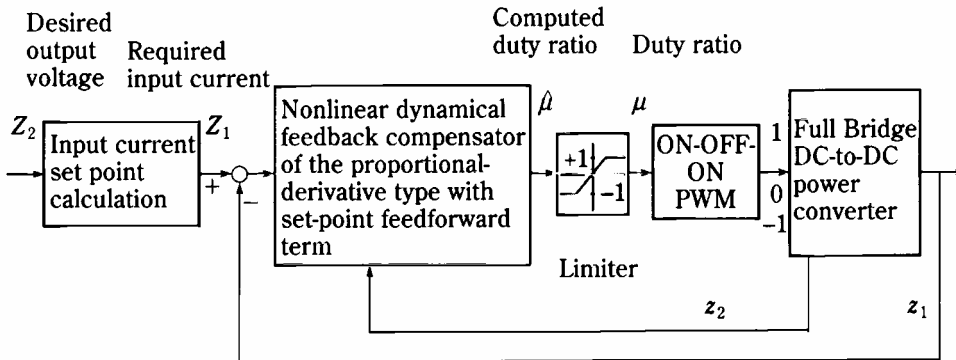 Desired
output
voltage
Required
input current
Computed
duty ratio
Duty ratio
Z2
Input current
set point
calculation
Z1
+
−
Nonlinear dynamical
feedback compensator
of the proportional-
derivative type with
set-point feedforward
term
μ̂
+1
−1
Limiter
μ
ON-OFF-
ON
PWM
1
0
−1
Full Bridge
DC-to-DC
power
converter
z2
z1